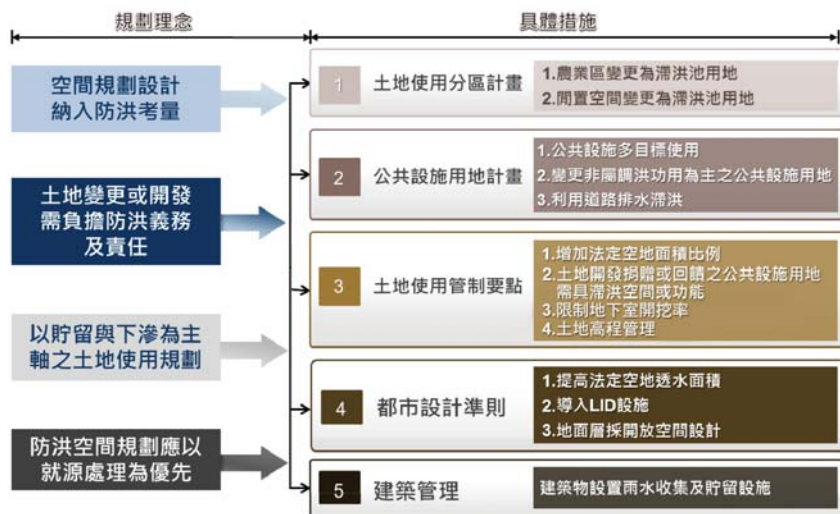 規劃理念
具體措施
空間規劃設計
納入防洪考量
土地變更或開發
需負擔防洪義務
及責任
以貯留與下滲為主
軸之土地使用規劃
防洪空間規劃應以
就源處理為優先
1
土地使用分區計畫
1.農業區變更為滯洪池用地
2.閒置空間變更為滯洪池用地
2
公共設施用地計畫
1.公共設施多目標使用
2.變更非屬調洪功用為主之公共設施用地
3.利用道路排水滯洪
3
土地使用管制要點
1.增加法定空地面積比例
2.土地開發捐贈或回饋之公共設施用地
需具滯洪空間或功能
3.限制地下室開挖率
4.土地高程管理
4
都市設計準則
1.提高法定空地透水面積
2.導入LID設施
3.地面層採開放空間設計
5
建築管理
建築物設置雨水收集及貯留設施